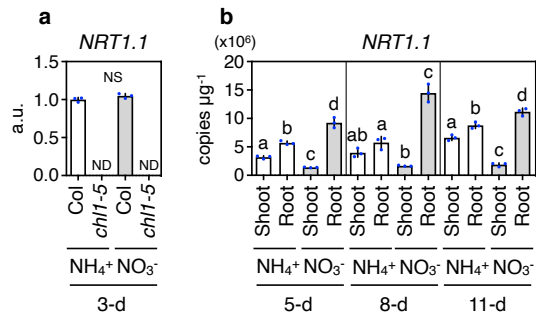 a
NRT1.1
a.u.
1.5
1.0
0.5
0
NS
ND
ND
Col
chl1-5
Col
chl1-5
NH₄⁺ NO₃⁻
3-d
b
NRT1.1
(x10⁶)
copies µg⁻¹
20
15
10
5
0
a b c d ab c b c a b c d
Shoot Root Shoot Root Shoot Root Shoot Root Shoot Root Shoot Root
NH₄⁺ NO₃⁻ NH₄⁺ NO₃⁻ NH₄⁺ NO₃⁻
5-d 8-d 11-d